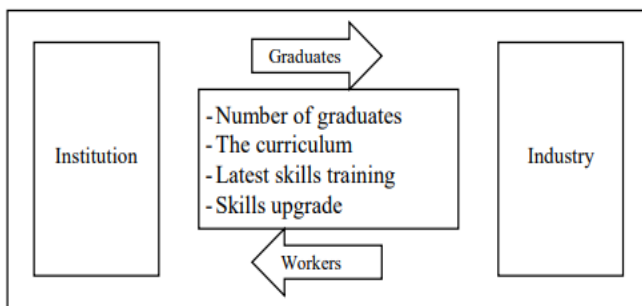 Graduates
Institution
- Number of graduates
- The curriculum
- Latest skills training
- Skills upgrade
Industry
Workers